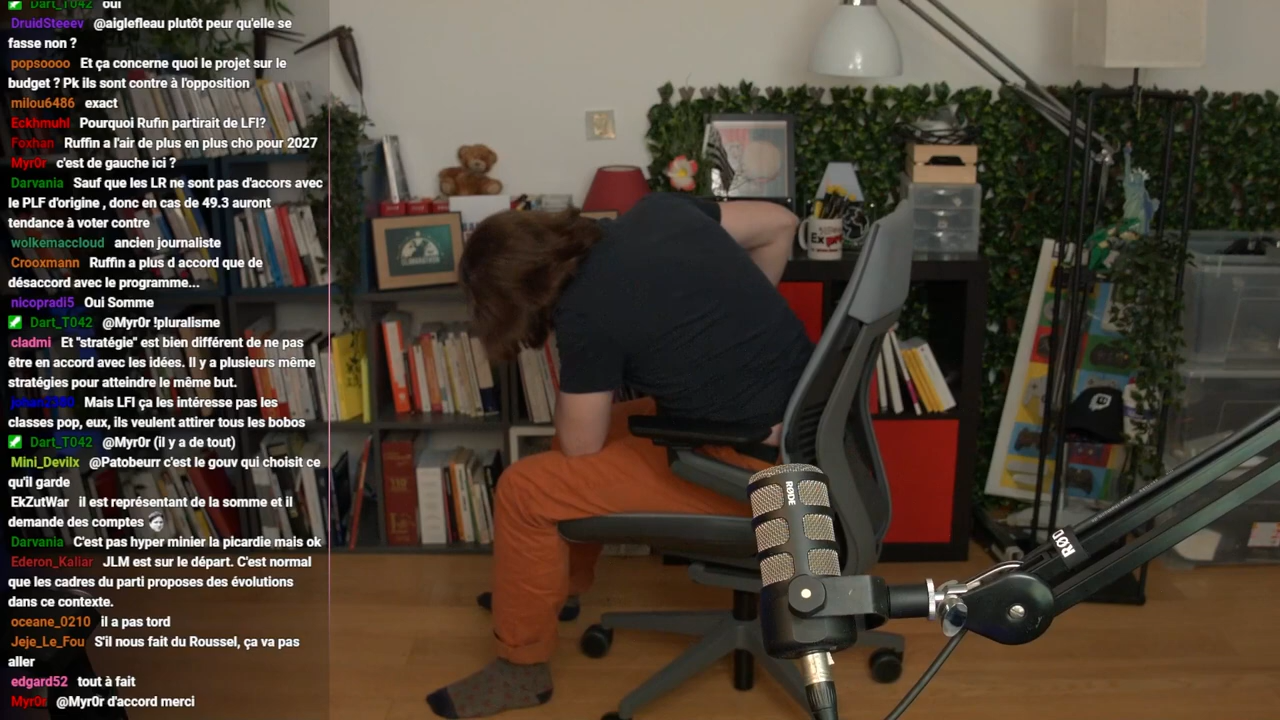 Dart_T042 oui
DruidSteeev @aiglefleau plutôt peur qu'elle se
fasse non ?
popsoooo Et ça concerne quoi le projet sur le
budget ? Pk ils sont contre à l'opposition
milou6486 exact
Eckhmuhl Pourquoi Rufin partirait de LFI?
Foxhan Ruffin a l'air de plus en plus cho pour 2027
Myr0r c'est de gauche ici ?
Darvania Sauf que les LR ne sont pas d'accors avec
le PLF d'origine , donc en cas de 49.3 auront
tendance à voter contre
wolkemaccloud ancien journaliste
Crooxmann Ruffin a plus d accord que de
désaccord avec le programme...
nicopradi5 Oui Somme
Dart_T042 @Myr0r !pluralisme
cladmi Et "stratégie" est bien différent de ne pas
être en accord avec les idées. Il y a plusieurs même
stratégies pour atteindre le même but.
Mais LFI ça les intéresse pas les
classes pop, eux, ils veulent attirer tous les bobos
Dart_T042 @Myr0r (il y a de tout)
Mini_Devilx @Patobeurr c'est le gouv qui choisit ce
qu'il garde
EkZutWar il est représentant de la somme et il
demande des comptes
Darvania C'est pas hyper minier la picardie mais ok
Ederon_Kaliar JLM est sur le départ. C'est normal
que les cadres du parti proposes des évolutions
dans ce contexte.
oceane_0210 il a pas tord
Jeje_Le_Fou S'il nous fait du Roussel, ça va pas
aller
edgard52 tout à fait
Myr0r @Myr0r d'accord merci
RØDE
RØD